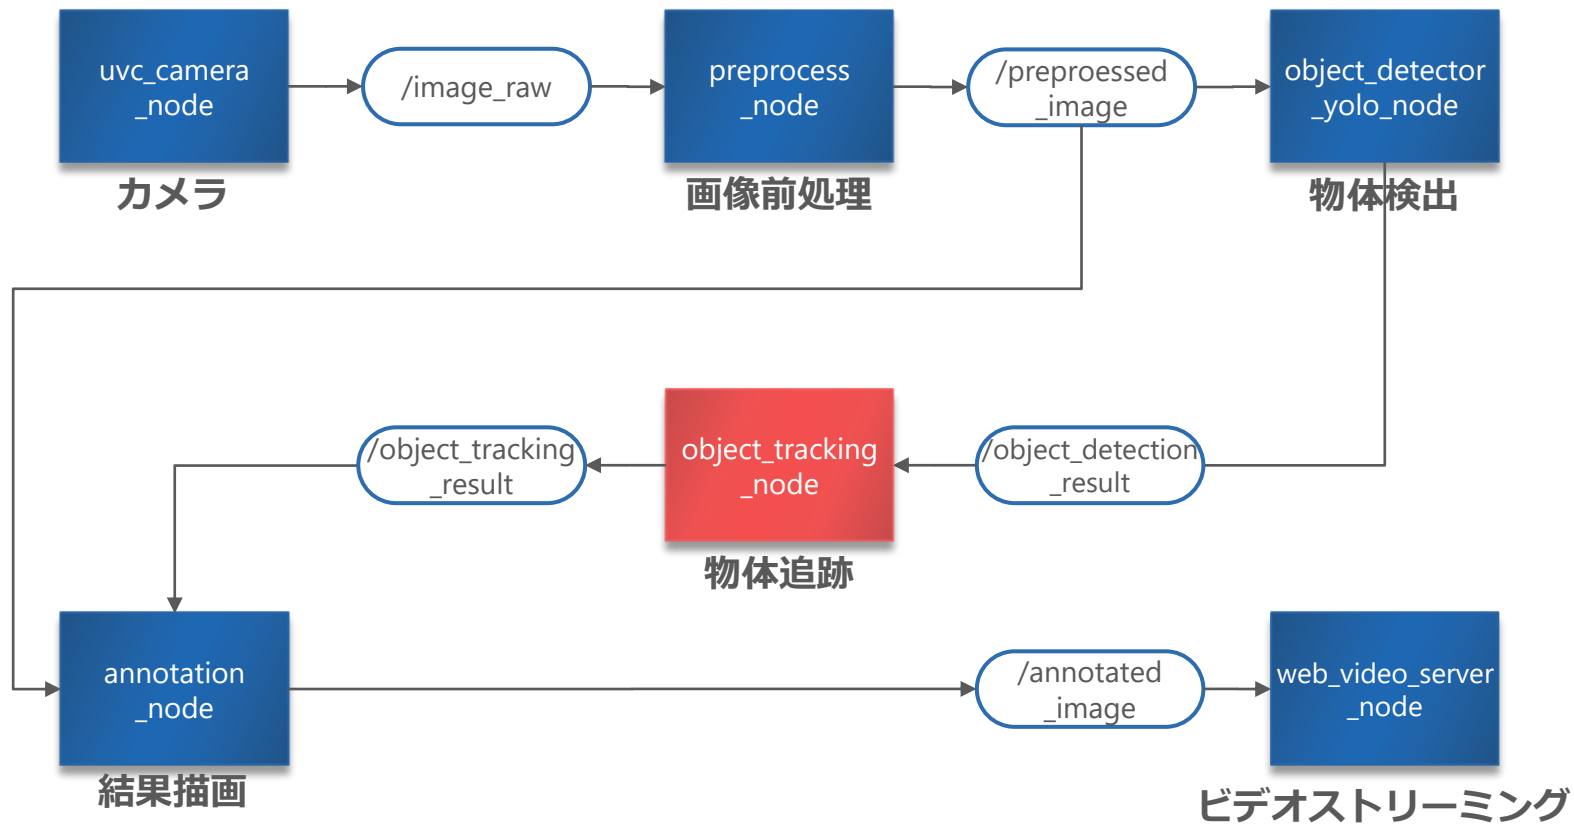 uvc_camera
_node
/image_raw
preprocess
_node
/preproessed
_image
object_detector
_yolo_node
カメラ
画像前処理
物体検出
/object_tracking
_result
object_tracking
_node
/object_detection
_result
物体追跡
annotation
_node
/annotated
_image
web_video_server
_node
結果描画
ビデオストリーミング